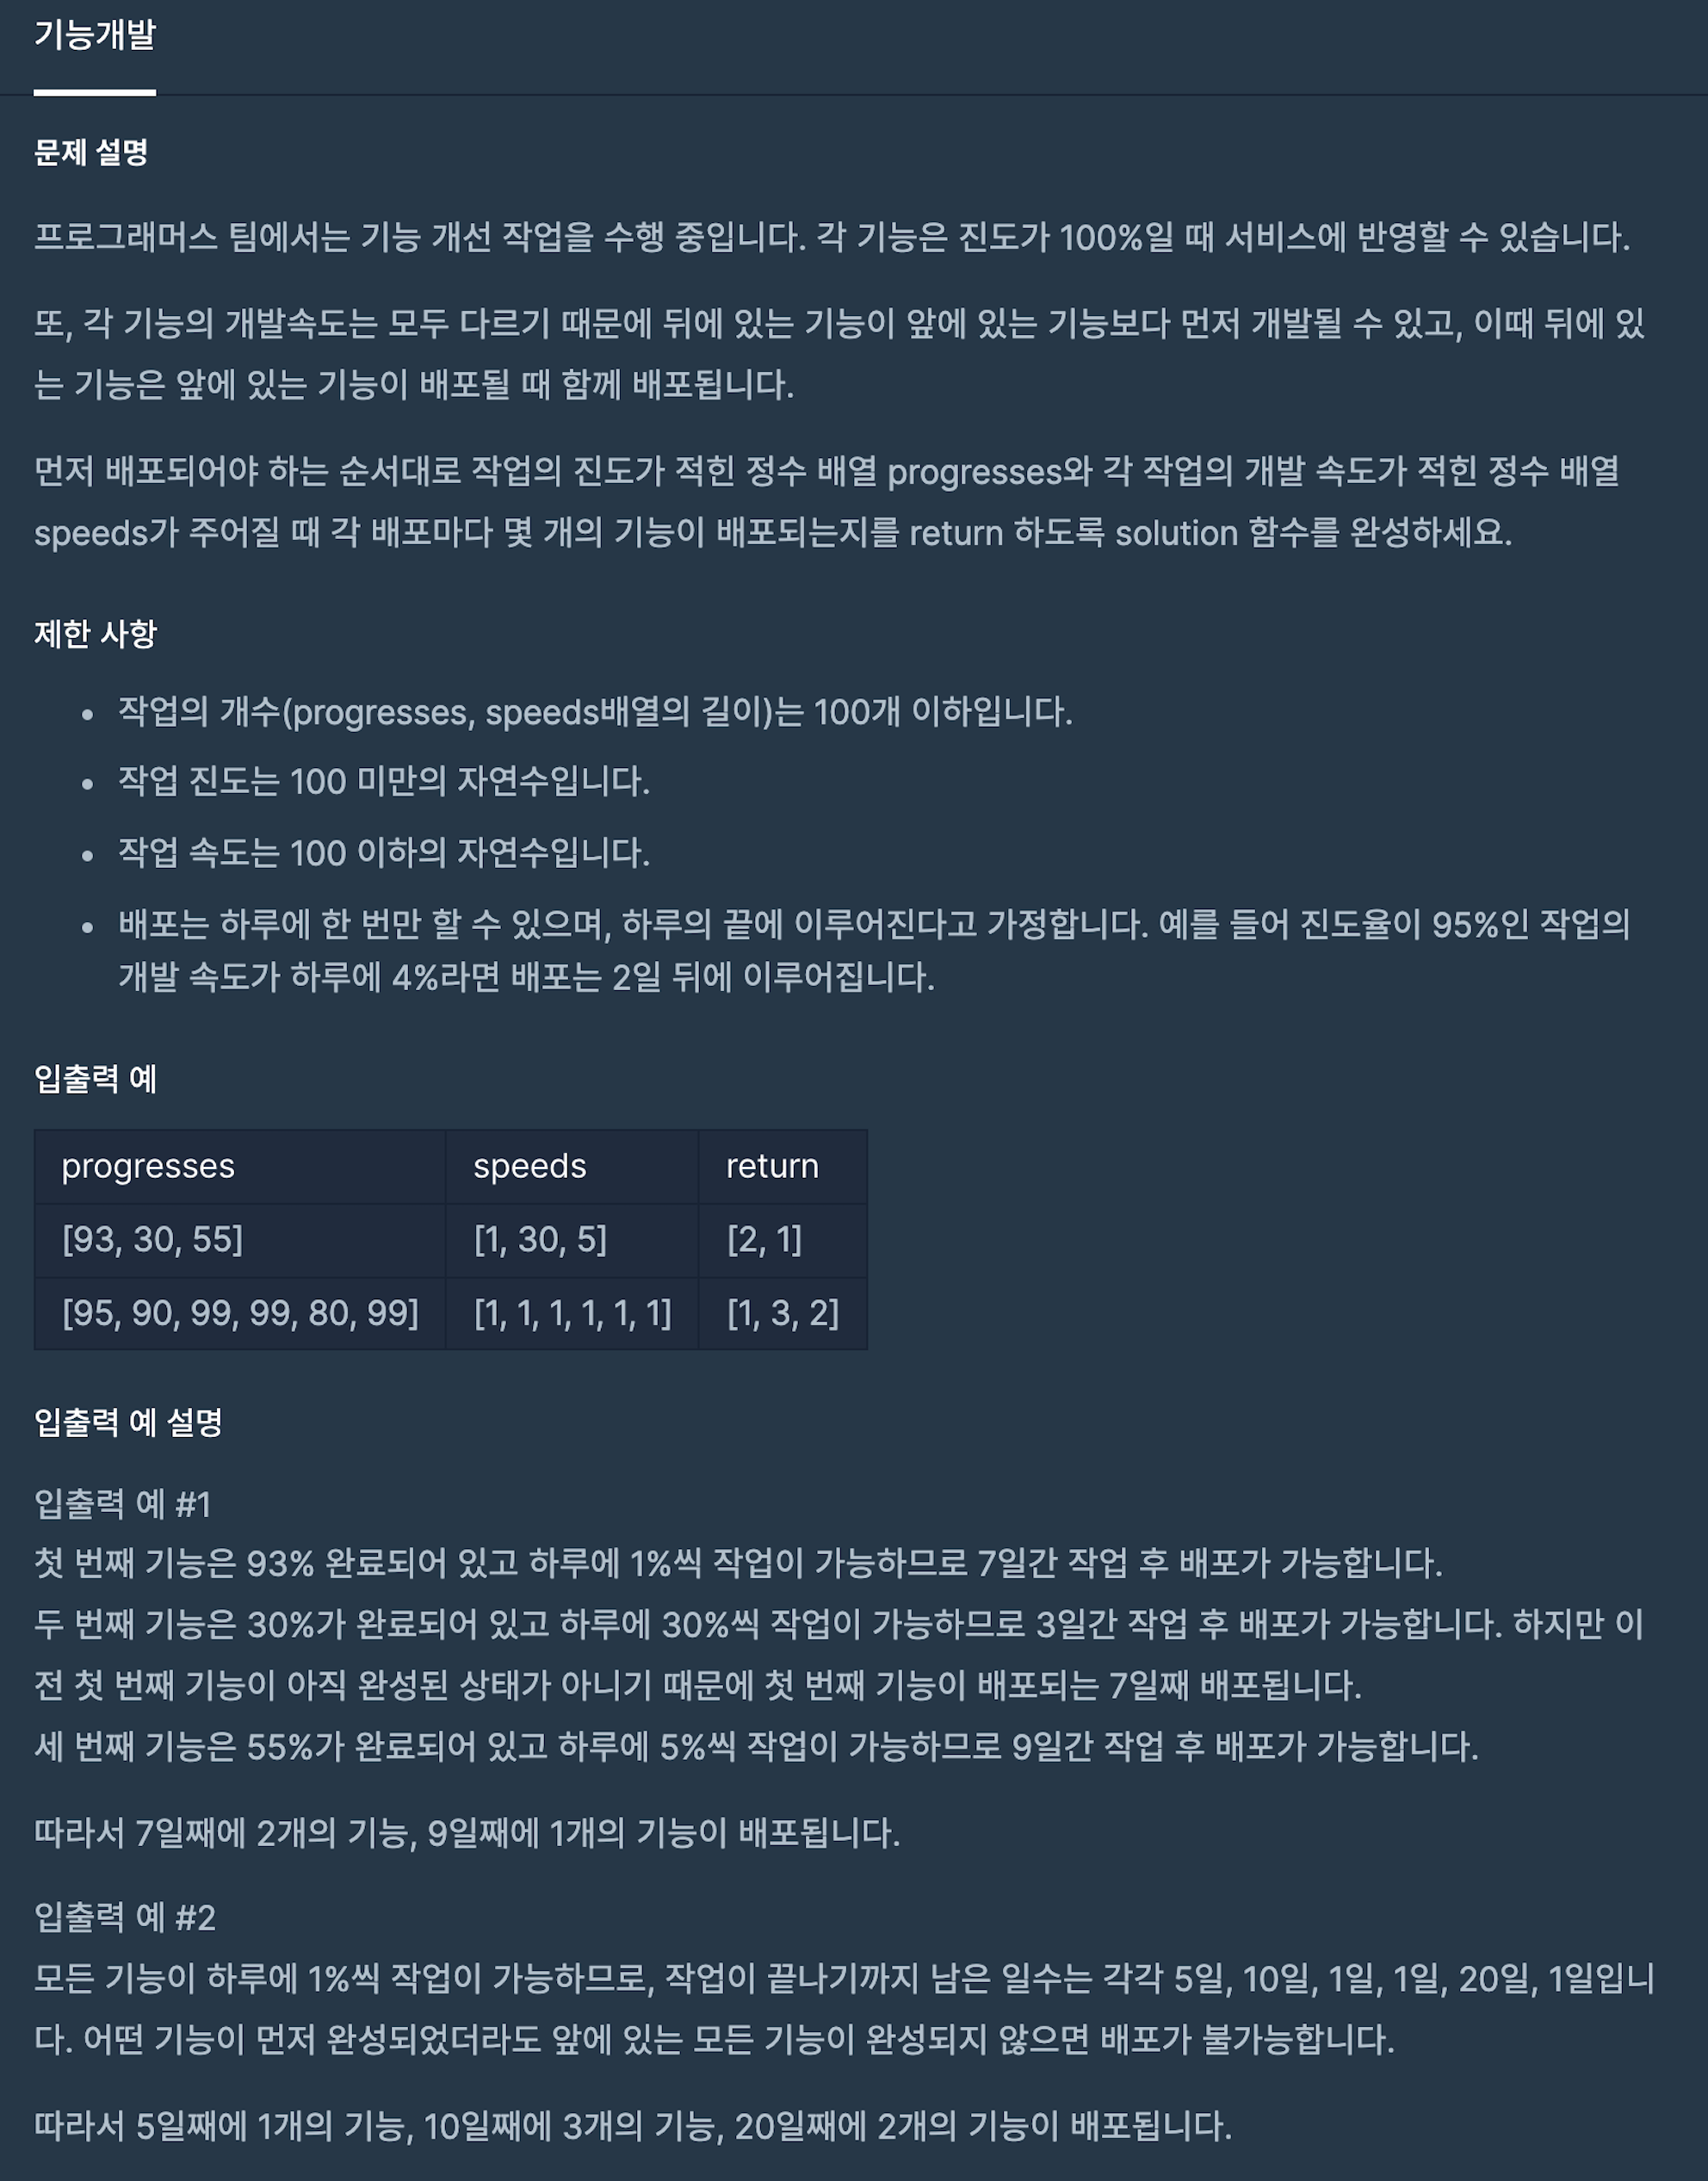 기능개발
문제 설명
프로그래머스 팀에서는 기능 개선 작업을 수행 중입니다. 각 기능은 진도가 100%일 때 서비스에 반영할 수 있습니다.
또, 각 기능의 개발속도는 모두 다르기 때문에 뒤에 있는 기능이 앞에 있는 기능보다 먼저 개발될 수 있고, 이때 뒤에 있
는 기능은 앞에 있는 기능이 배포될 때 함께 배포됩니다.
먼저 배포되어야 하는 순서대로 작업의 진도가 적힌 정수 배열 progresses와 각 작업의 개발 속도가 적힌 정수 배열
speeds가 주어질 때 각 배포마다 몇 개의 기능이 배포되는지를 return 하도록 solution 함수를 완성하세요.
제한 사항
• 작업의 개수(progresses, speeds배열의 길이)는 100개 이하입니다.
• 작업 진도는 100 미만의 자연수입니다.
• 작업 속도는 100 이하의 자연수입니다.
• 배포는 하루에 한 번만 할 수 있으며, 하루의 끝에 이루어진다고 가정합니다. 예를 들어 진도율이 95%인 작업의
개발 속도가 하루에 4%라면 배포는 2일 뒤에 이루어집니다.
입출력 예
progresses speeds return
[93, 30, 55] [1, 30, 5] [2, 1]
[95, 90, 99, 99, 80, 99] [1, 1, 1, 1, 1, 1] [1, 3, 2]
입출력 예 설명
입출력 예 #1
첫 번째 기능은 93% 완료되어 있고 하루에 1%씩 작업이 가능하므로 7일간 작업 후 배포가 가능합니다.
두 번째 기능은 30%가 완료되어 있고 하루에 30%씩 작업이 가능하므로 3일간 작업 후 배포가 가능합니다. 하지만 이
전 첫 번째 기능이 아직 완성된 상태가 아니기 때문에 첫 번째 기능이 배포되는 7일째 배포됩니다.
세 번째 기능은 55%가 완료되어 있고 하루에 5%씩 작업이 가능하므로 9일간 작업 후 배포가 가능합니다.
따라서 7일째에 2개의 기능, 9일째에 1개의 기능이 배포됩니다.
입출력 예 #2
모든 기능이 하루에 1%씩 작업이 가능하므로, 작업이 끝나기까지 남은 일수는 각각 5일, 10일, 1일, 1일, 20일, 1일입니
다. 어떤 기능이 먼저 완성되었더라도 앞에 있는 모든 기능이 완성되지 않으면 배포가 불가능합니다.
따라서 5일째에 1개의 기능, 10일째에 3개의 기능, 20일째에 2개의 기능이 배포됩니다.